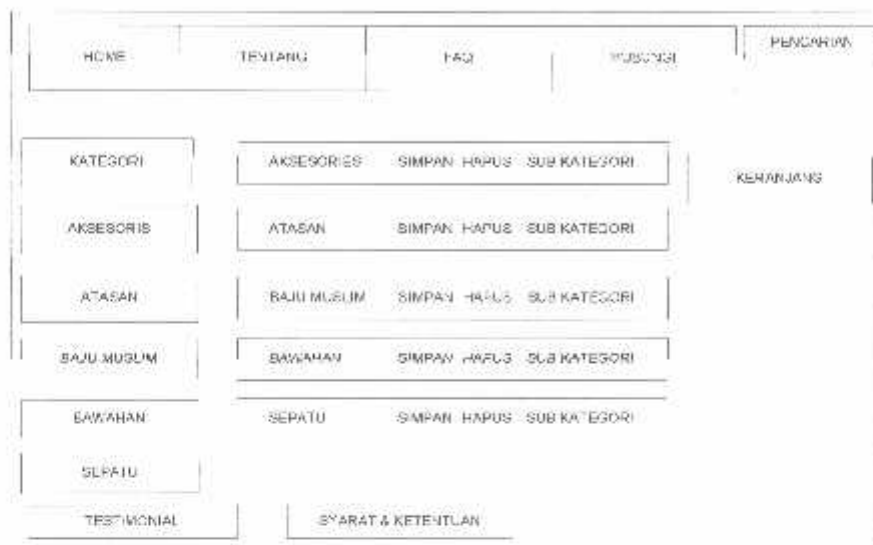 HOME TENTANG FAQ HUBUNGI PENCARIAN
KATEGORI AKSESORIES SIMPAN HAPUS SUB KATEGORI
KERANJANG
AKSESORIS ATASAN SIMPAN HAPUS SUB KATEGORI
ATASAN BAJU MUSLIM SIMPAN HAPUS SUB KATEGORI
BAJU MUSLIM BAWAHAN SIMPAN HAPUS SUB KATEGORI
BAWAHAN SEPATU SIMPAN HAPUS SUB KATEGORI
SEPATU
TESTIMONIAL SYARAT & KETENTUAN